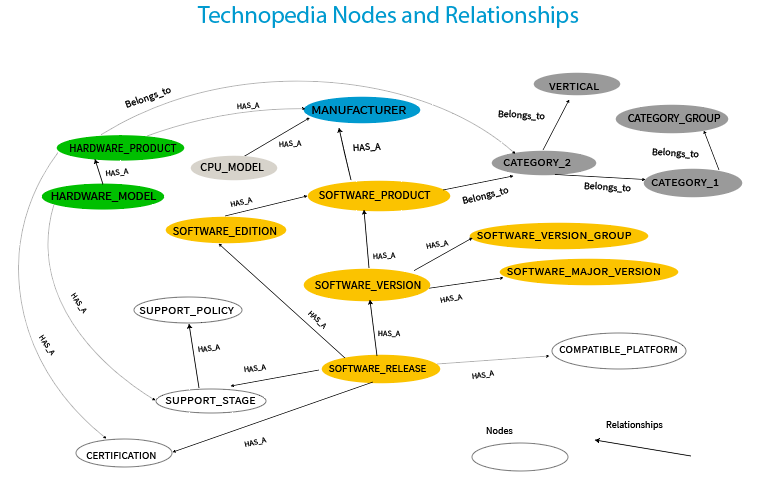 Technopedia Nodes and Relationships
VERTICAL
Belongs_to
HAS_A
MANUFACTURER
Belongs_to
CATEGORY_GROUP
HARDWARE_PRODUCT
HAS_A
HAS_A
Belongs_to
CPU_MODEL
CATEGORY_2
HAS_A
Belongs_to
CATEGORY_1
HARDWARE_MODEL
SOFTWARE_PRODUCT
Belongs_to
HAS_A
SOFTWARE_EDITION
SOFTWARE_VERSION_GROUP
HAS_A
HAS_A
SOFTWARE_MAJOR_VERSION
SOFTWARE_VERSION
HAS_A
HAS_A
SUPPORT_POLICY
HAS_A
HAS_A
HAS_A
HAS_A
COMPATIBLE_PLATFORM
HAS_A
SOFTWARE_RELEASE
HAS_A
SUPPORT_STAGE
Relationships
Nodes
HAS_A
CERTIFICATION